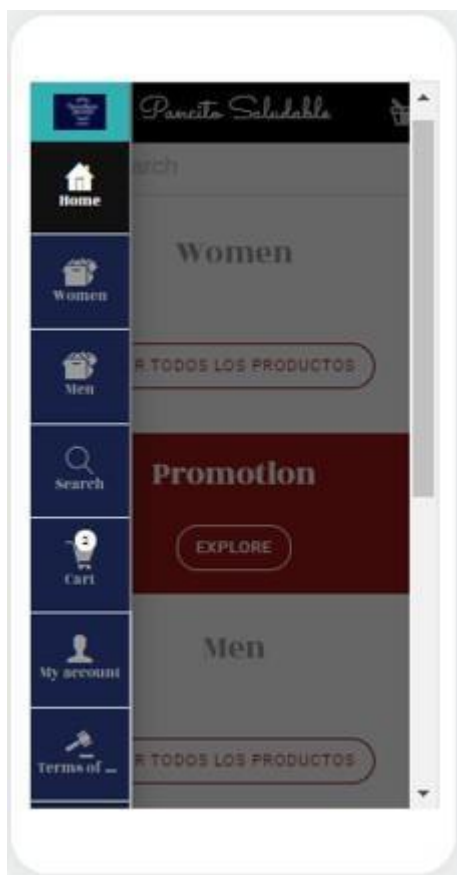 Pancito Saludable
Home
arch
Women
Women
R TODOS LOS PRODUCTOS
Men
Search
Promotion
2
EXPLORE
Cart
Men
My account
Terms of ...
R TODOS LOS PRODUCTOS